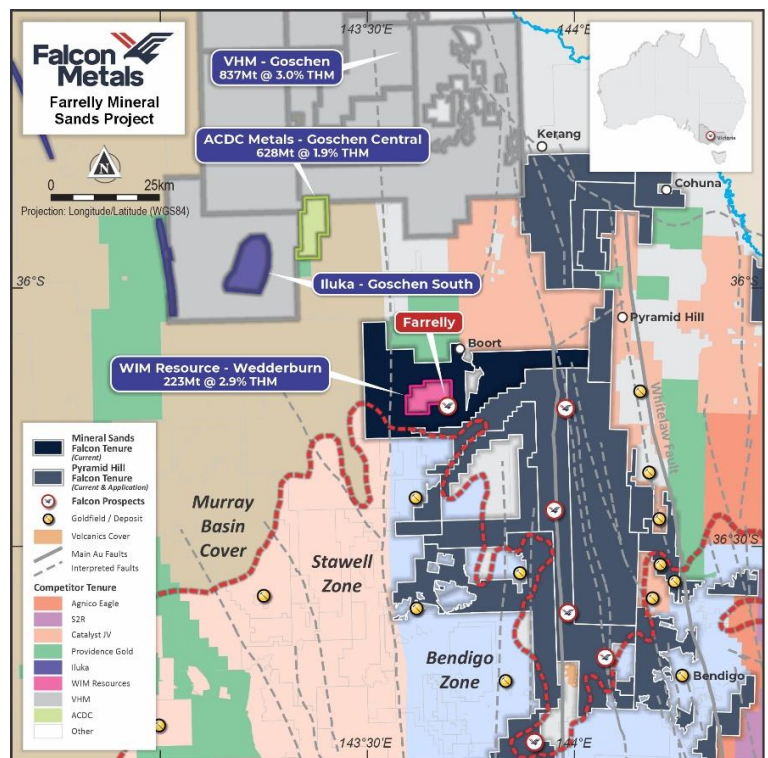 Falcon
Metals
Farrelly Mineral
Sands Project
N
0 25km
Projection: Longitude/Latitude (WGS84)
143°30'E
144°E
VHM - Goschen
837Mt @ 3.0% THM
ACDC Metals - Goschen Central
628Mt @ 1.9% THM
Victoria
Kerang
Cohuna
36°S
36°S
Iluka - Goschen South
Farrelly
Pyramid Hill
Boort
WIM Resource - Wedderburn
223Mt @ 2.9% THM
Whitelaw Fault
Mineral Sands
Falcon Tenure
(Current)
Pyramid Hill
Falcon Tenure
(Current & Application)
Falcon Prospects
Goldfield / Deposit
Volcanics Cover
Main Au Faults
Interpreted Faults
Competitor Tenure
Agnico Eagle
S2R
Catalyst JV
Providence Gold
Iluka
WIM Resources
VHM
ACDC
Other
Murray
Basin
Cover
Stawell
Zone
36°30'S
Bendigo
Zone
Bendigo
143°30'E
144°E